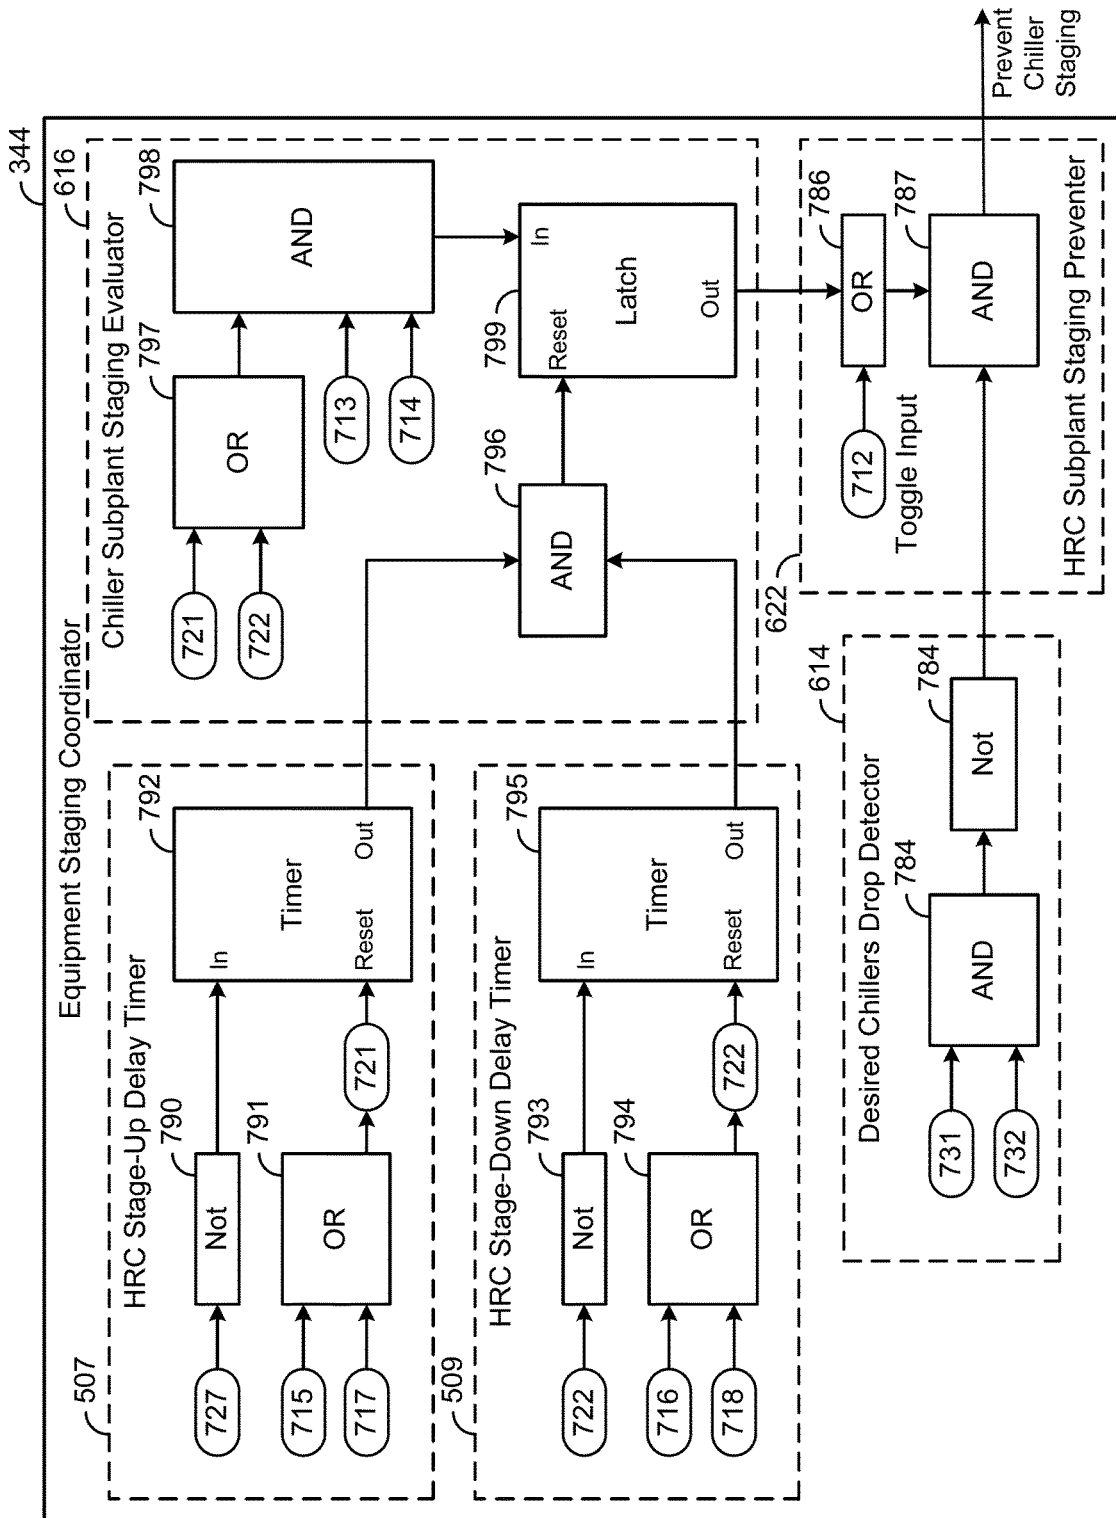 344
Equipment Staging Coordinator
507
HRC Stage-Up Delay Timer
727
790
Not
715
717
791
OR
721
792
In
Timer
Reset
Out
509
HRC Stage-Down Delay Timer
722
793
Not
716
718
794
OR
722
795
In
Timer
Reset
Out
616
Chiller Subplant Staging Evaluator
721
722
797
OR
713
714
798
AND
796
AND
799
In
Reset
Latch
Out
614
Desired Chillers Drop Detector
731
732
784
AND
784
Not
622
HRC Subplant Staging Preventer
712
Toggle Input
786
OR
787
AND
Prevent
Chiller
Staging